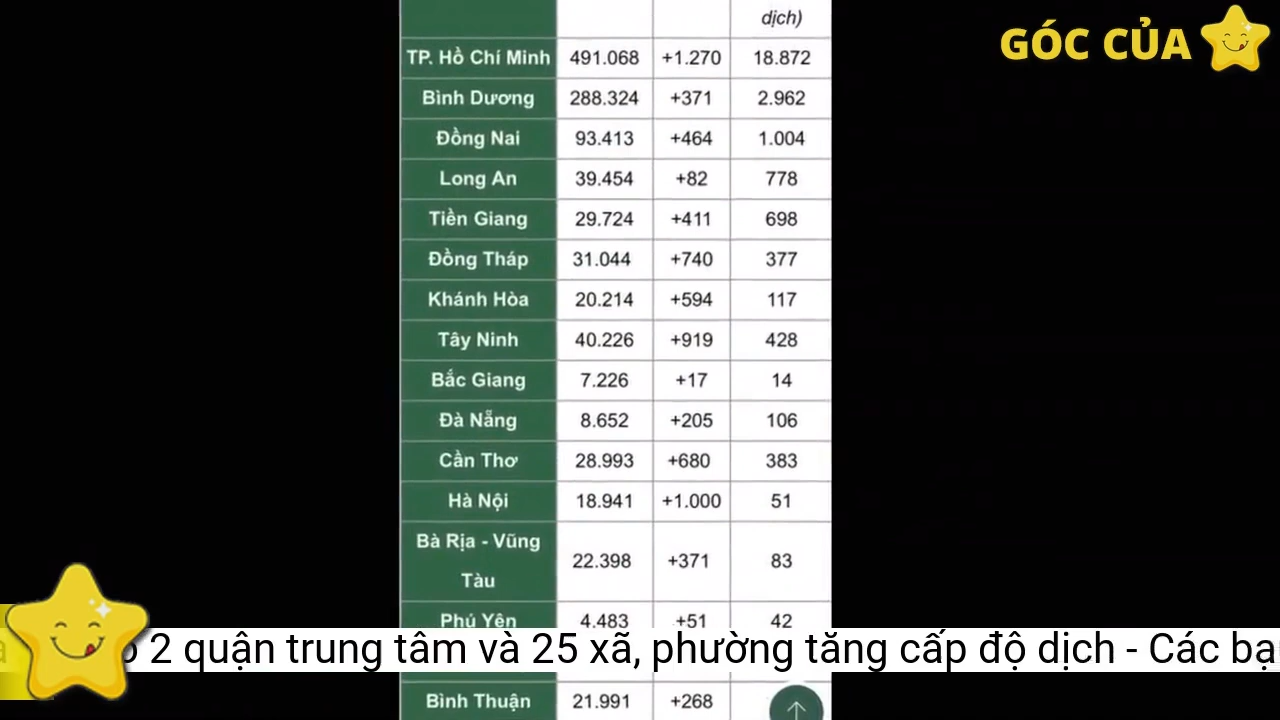 dịch)
GÓC CỦA
TP. Hồ Chí Minh 491.068 +1.270 18.872
Bình Dương 288.324 +371 2.962
Đồng Nai 93.413 +464 1.004
Long An 39.454 +82 778
Tiền Giang 29.724 +411 698
Đồng Tháp 31.044 +740 377
Khánh Hòa 20.214 +594 117
Tây Ninh 40.226 +919 428
Bắc Giang 7.226 +17 14
Đà Nẵng 8.652 +205 106
Cần Thơ 28.993 +680 383
Hà Nội 18.941 +1.000 51
Bà Rịa - Vũng
Tàu 22.398 +371 83
Phú Yên 4.483 +51 42
2 quận trung tâm và 25 xã, phường tăng cấp độ dịch - Các bạ
Bình Thuận 21.991 +268